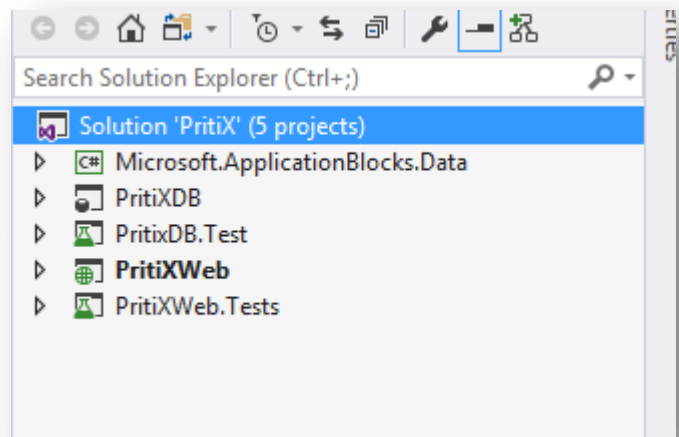 Search Solution Explorer (Ctrl+;)
Solution 'PritiX' (5 projects)
C# Microsoft.ApplicationBlocks.Data
PritiXDB
PritixDB.Test
PritiXWeb
PritiXWeb.Tests